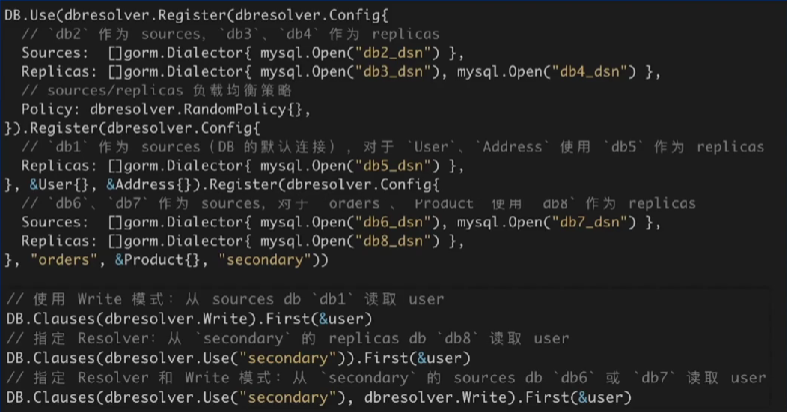 DB.Use(dbresolver.Register(dbresolver.Config{
  // `db2` 作为 sources，`db3`、`db4` 作为 replicas
  Sources:  []gorm.Dialector{ mysql.Open("db2_dsn") },
  Replicas: []gorm.Dialector{ mysql.Open("db3_dsn"), mysql.Open("db4_dsn") },
  // sources/replicas 负载均衡策略
  Policy: dbresolver.RandomPolicy{},
}).Register(dbresolver.Config{
  // `db1` 作为 sources（DB 的默认连接），对于 `User`、`Address` 使用 `db5` 作为 replicas
  Replicas: []gorm.Dialector{ mysql.Open("db5_dsn") },
}, &User{}, &Address{}).Register(dbresolver.Config{
  // `db6`、`db7` 作为 sources，对于 `orders`、`Product` 使用 `db8` 作为 replicas
  Sources:  []gorm.Dialector{ mysql.Open("db6_dsn"), mysql.Open("db7_dsn") },
  Replicas: []gorm.Dialector{ mysql.Open("db8_dsn") },
}, "orders", &Product{}, "secondary"))
// 使用 Write 模式：从 sources db `db1` 读取 user
DB.Clauses(dbresolver.Write).First(&user)
// 指定 Resolver：从 `secondary` 的 replicas db `db8` 读取 user
DB.Clauses(dbresolver.Use("secondary")).First(&user)
// 指定 Resolver 和 Write 模式：从 `secondary` 的 sources db `db6` 或 `db7` 读取 user
DB.Clauses(dbresolver.Use("secondary"), dbresolver.Write).First(&user)